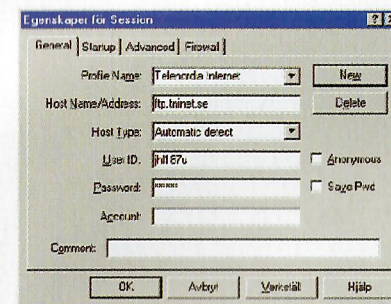 Egenskaper för Session
General Startup Advanced Firewall
Profile Name: Telenordia Internet New
Host Name/Address: ftp.tninet.se Delete
Host Type: Automatic detect
User ID: Anonymous
Password: ****** Save Pwd
Account:
Comment:
OK Avbryt Verkställ Hjälp